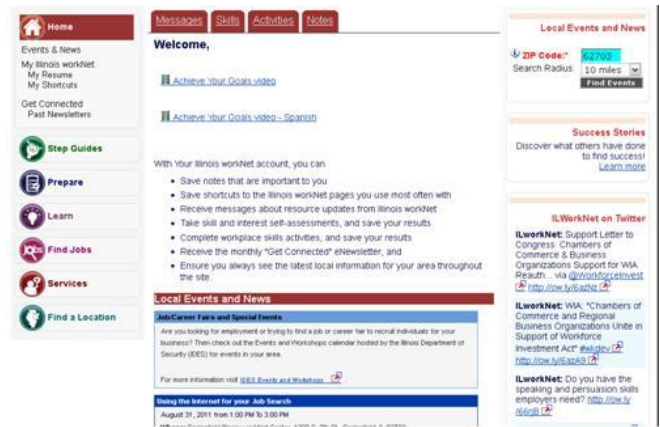 Home
Events & News
My Illinois workNet
My Resume
My Shortcuts
Get Connected
Past Newsletters
Step Guides
Prepare
Learn
Find Jobs
Services
Find a Location
Messages Skills Activities Notes
Welcome,
Achieve Your Goals video
Achieve Your Goals video - Spanish
With Your Illinois workNet account, you can
• Save notes that are important to you
• Save shortcuts to the Illinois workNet pages you use most often with
• Receive messages about resource updates from Illinois workNet
• Take skill and interest self-assessments, and save your results
• Complete workplace skills activities, and save your results
• Receive the monthly "Get Connected" eNewsletter, and
• Ensure you always see the latest local information for your area throughout
the site.
Local Events and News
Job/Career Fairs and Special Events
Are you looking for employment or trying to find a job or career fair to recruit individuals for your
business? Then check out the Events and Workshops calendar hosted by the Illinois Department of
Security (IDES) for events in your area.
For more information visit IDES Events and Workshops
Using the Internet for your Job Search
August 31, 2011 from 1:00 PM to 3:00 PM
Local Events and News
ZIP Code:* 62703
Search Radius: 10 miles
Find Events
Success Stories
Discover what others have done
to find success!
Learn more
ILWorkNet on Twitter
ILworkNet: Support Letter to
Congress: Chambers of
Commerce & Business
Organizations Support for WIA
Reauth ... via @WorkforceInvest
http://ow.ly/6azNz
ILworkNet: WIA: "Chambers of
Commerce and Regional
Business Organizations Unite in
Support of Workforce
Investment Act" #wkdev
http://ow.ly/6azA9
ILworkNet: Do you have the
speaking and persuasion skills
employers need? http://ow.ly